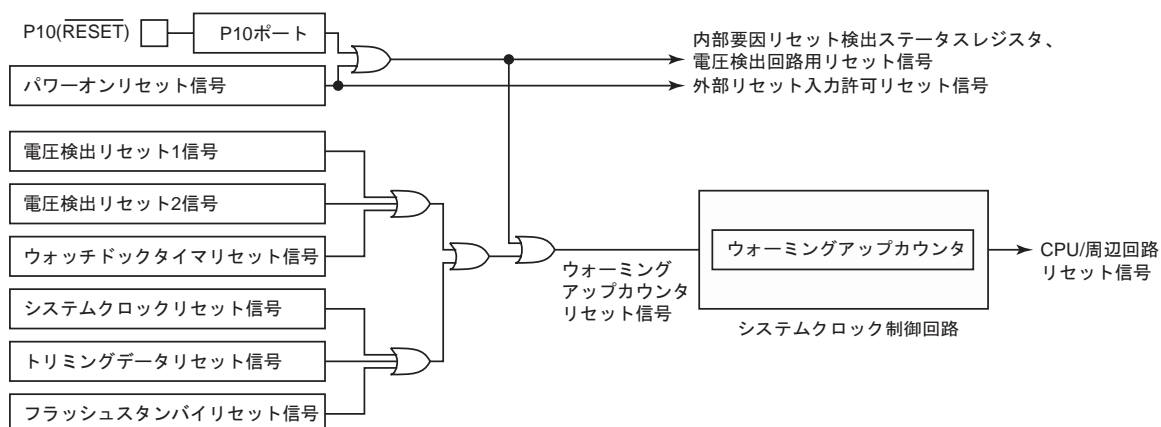 P10(RESET)
P10ポート
パワーオンリセット信号
内部要因リセット検出ステータスレジスタ、
電圧検出回路用リセット信号
外部リセット入力許可リセット信号
電圧検出リセット1信号
電圧検出リセット2信号
ウォッチドックタイマリセット信号
システムクロックリセット信号
トリミングデータリセット信号
フラッシュスタンバイリセット信号
ウォーミング
アップカウンタ
リセット信号
ウォーミングアップカウンタ
システムクロック制御回路
CPU/周辺回路
リセット信号